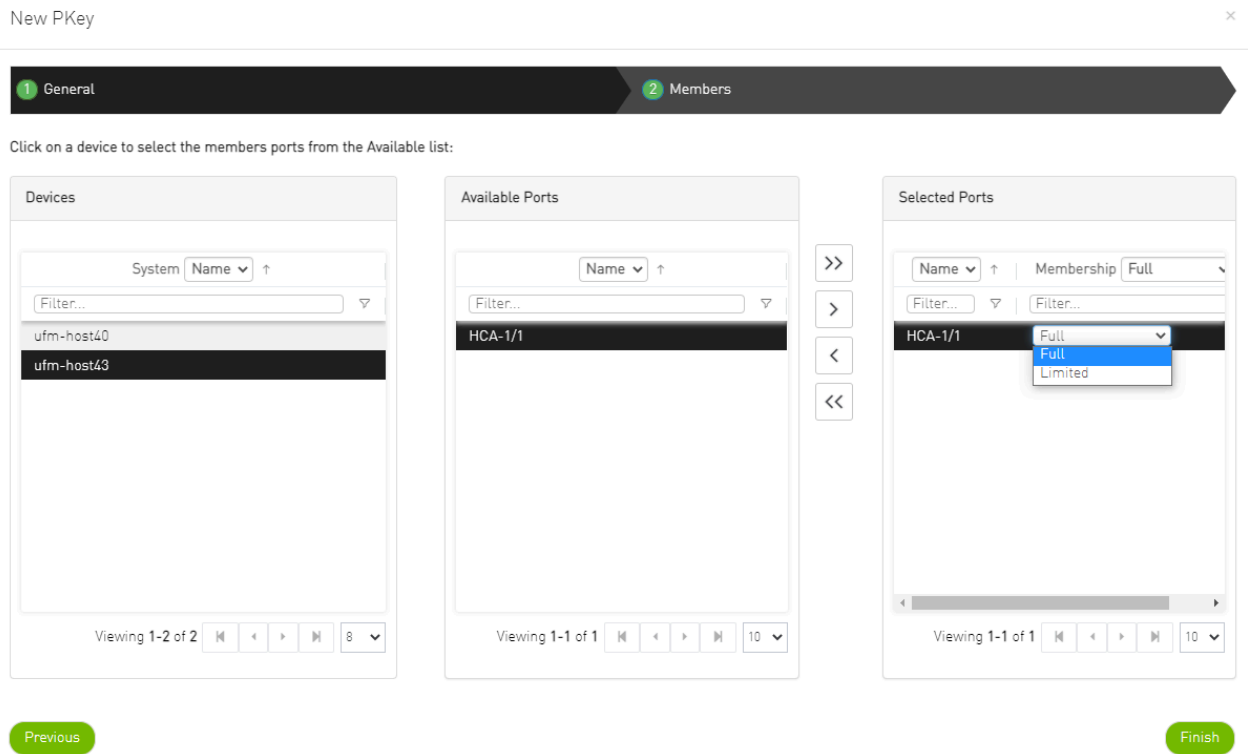 New PKey
×
1 General
2 Members
Click on a device to select the members ports from the Available list:
Devices
System Name ↑
Filter...
ufm-host40
ufm-host43
Viewing 1-2 of 2
8
Available Ports
Name ↑
Filter...
HCA-1/1
Viewing 1-1 of 1
10
>>
>
<
<<
Selected Ports
Name ↑ Membership Full
Filter... Filter...
HCA-1/1 Full
Full
Limited
Viewing 1-1 of 1
10
Previous
Finish